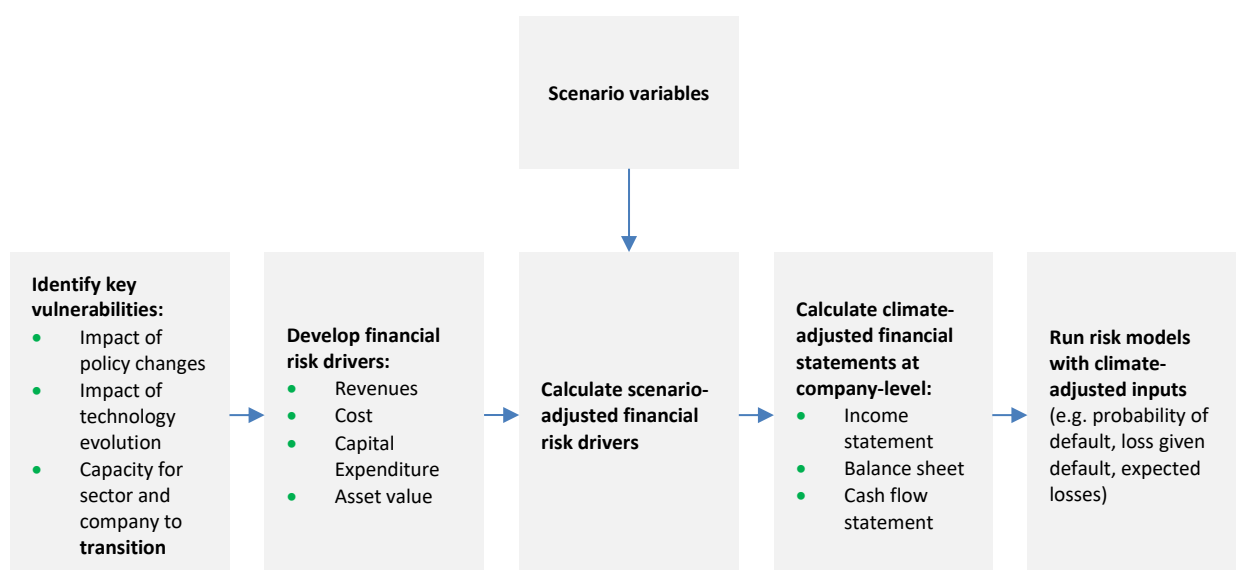 Scenario variables
Identify key
vulnerabilities:
• Impact of
policy changes
• Impact of
technology
evolution
• Capacity for
sector and
company to
transition
Develop financial
risk drivers:
• Revenues
• Cost
• Capital
Expenditure
• Asset value
Calculate scenario-
adjusted financial
risk drivers
Calculate climate-
adjusted financial
statements at
company-level:
• Income
statement
• Balance sheet
• Cash flow
statement
Run risk models
with climate-
adjusted inputs
(e.g. probability of
default, loss given
default, expected
losses)